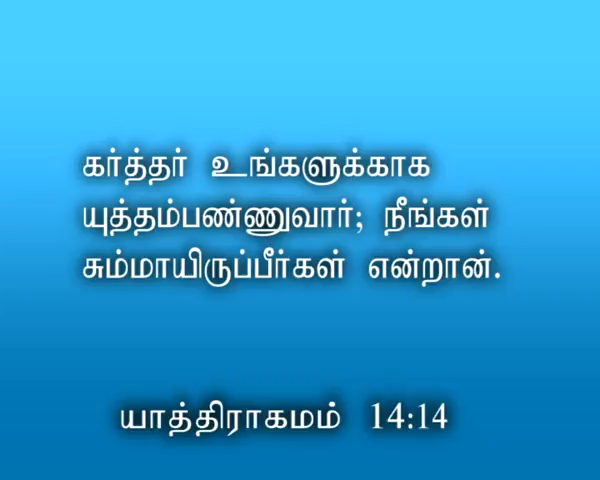 கர்த்தர் உங்களுக்காக
யுத்தம்பண்ணுவார்; நீங்கள்
சும்மாயிருப்பீர்கள் என்றான்.
யாத்திராகமம் 14:14